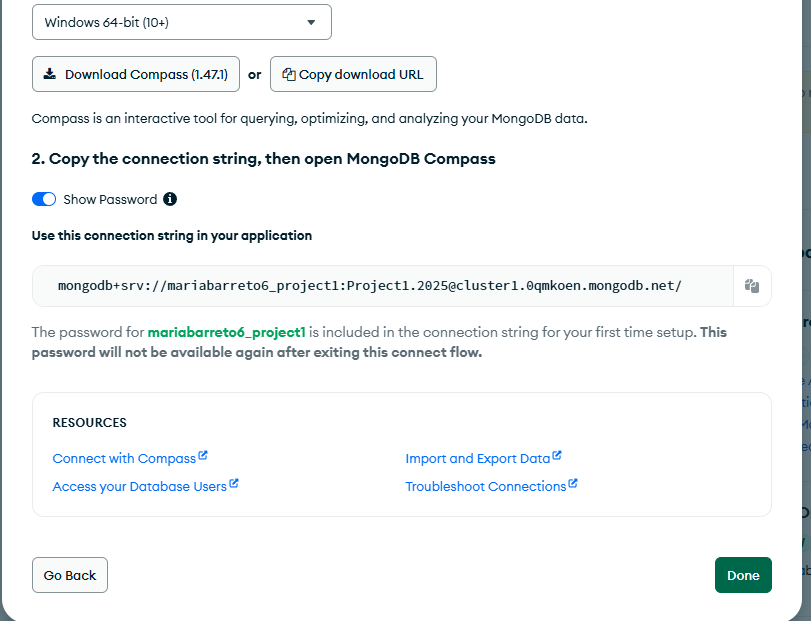 Windows 64-bit (10+)
Download Compass (1.47.1) or Copy download URL
Compass is an interactive tool for querying, optimizing, and analyzing your MongoDB data.
2. Copy the connection string, then open MongoDB Compass
Show Password
Use this connection string in your application
mongodb+srv://mariabarreto6_project1:Project1.2025@cluster1.0qmkoen.mongodb.net/
The password for mariabarreto6_project1 is included in the connection string for your first time setup. This
password will not be available again after exiting this connect flow.
RESOURCES
Connect with Compass
Import and Export Data
Access your Database Users
Troubleshoot Connections
Go Back
Done